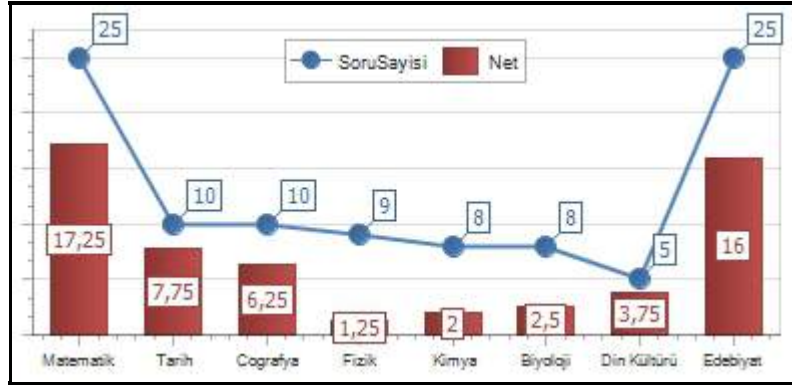 25
25
SoruSayisi
Net
10
10
9
8
8
5
17,25
7,75
6,25
1,25
2
2,5
3,75
16
Matematik
Tarih
Cografya
Fizik
Kimya
Biyoloji
Din Kültürü
Edebiyat